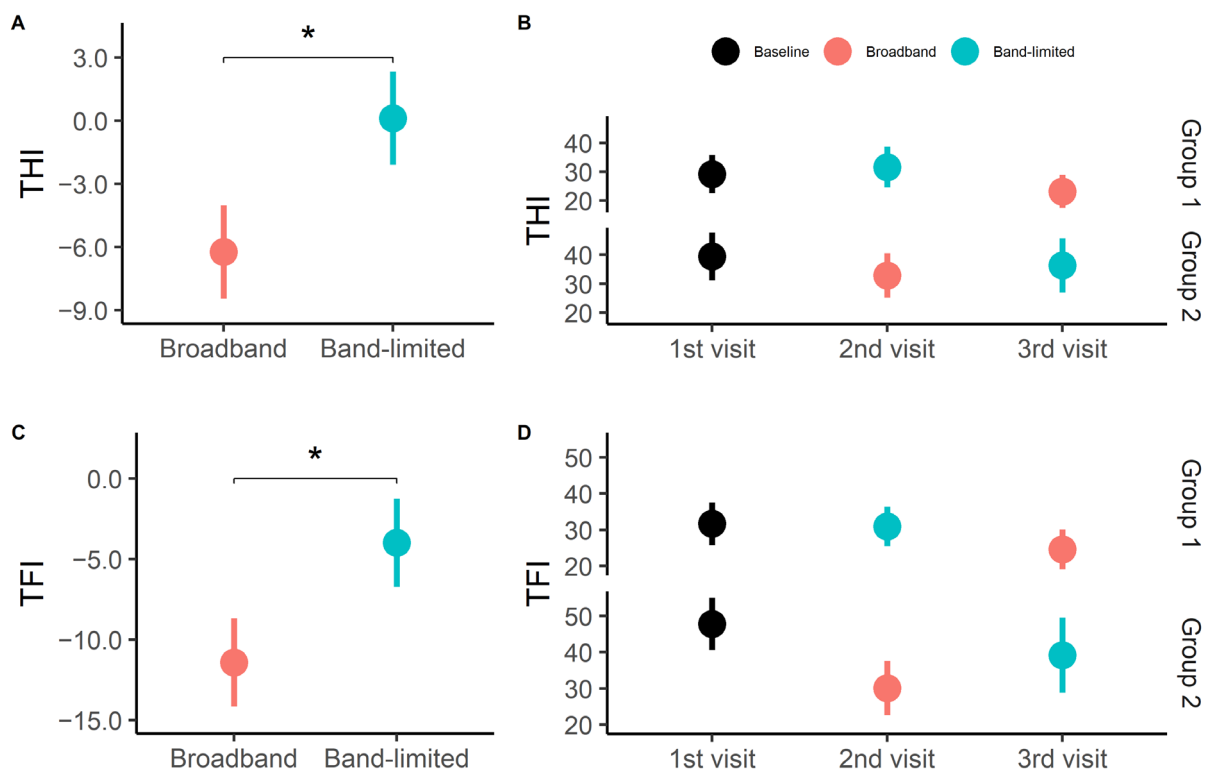 A
*
3.0
0.0
−3.0
−6.0
−9.0
THI
Broadband Band-limited
B
Baseline Broadband Band-limited
40
30
20
Group 1
THI
40
30
20
Group 2
1st visit 2nd visit 3rd visit
C
*
0.0
−5.0
−10.0
−15.0
TFI
Broadband Band-limited
D
50
40
30
20
Group 1
TFI
50
40
30
20
Group 2
1st visit 2nd visit 3rd visit